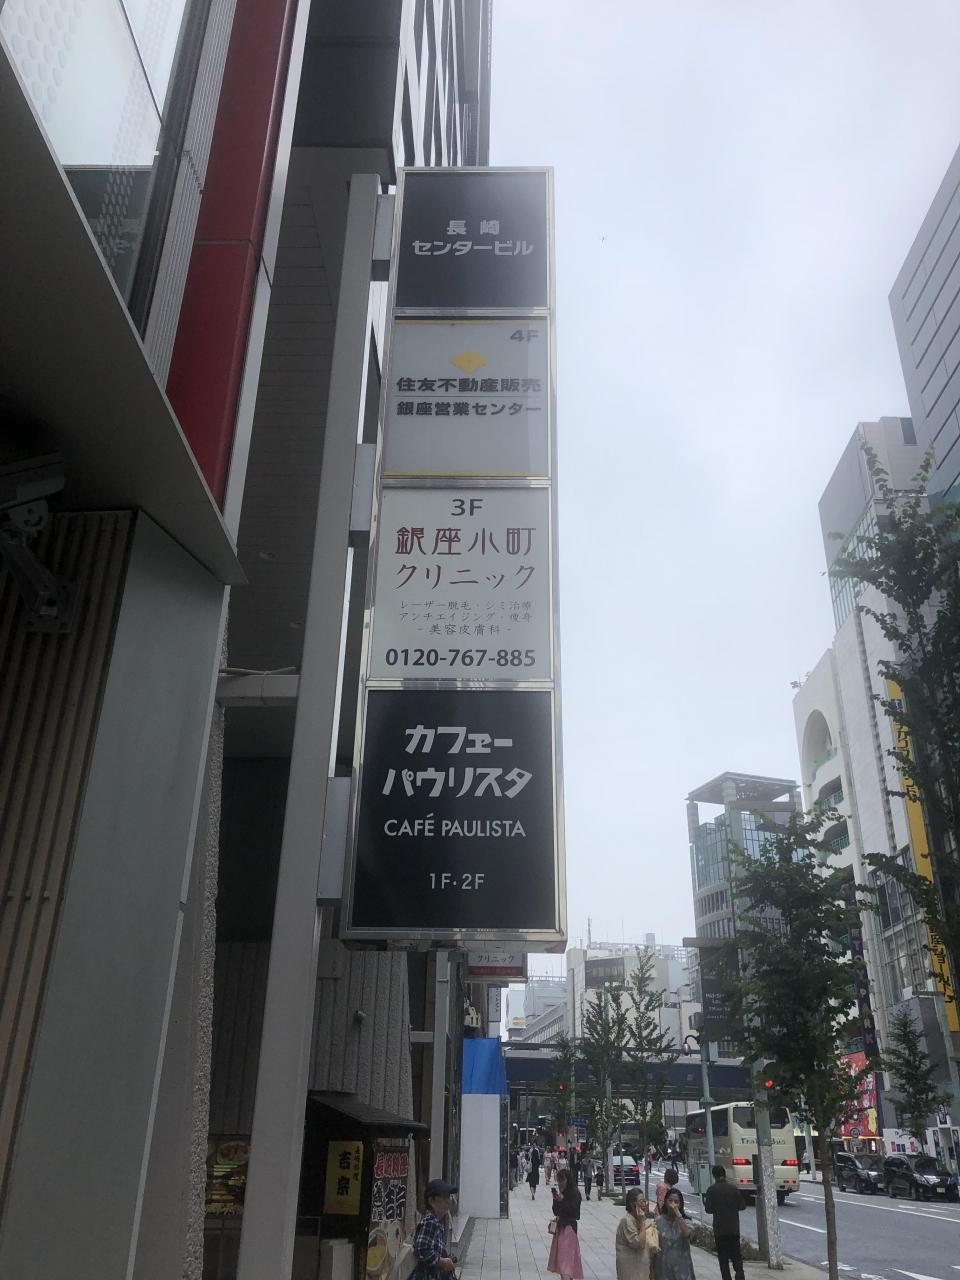 長崎
センタービル
4F
住友不動産販売
銀座営業センター
3F
銀座小町
クリニック
レーザー脱毛・シミ治療
アンチエイジング・痩身
- 美容皮膚科 -
0120-767-885
カフェー
パウリスタ
CAFÉ PAULISTA
1F・2F
クリニック
吉宗